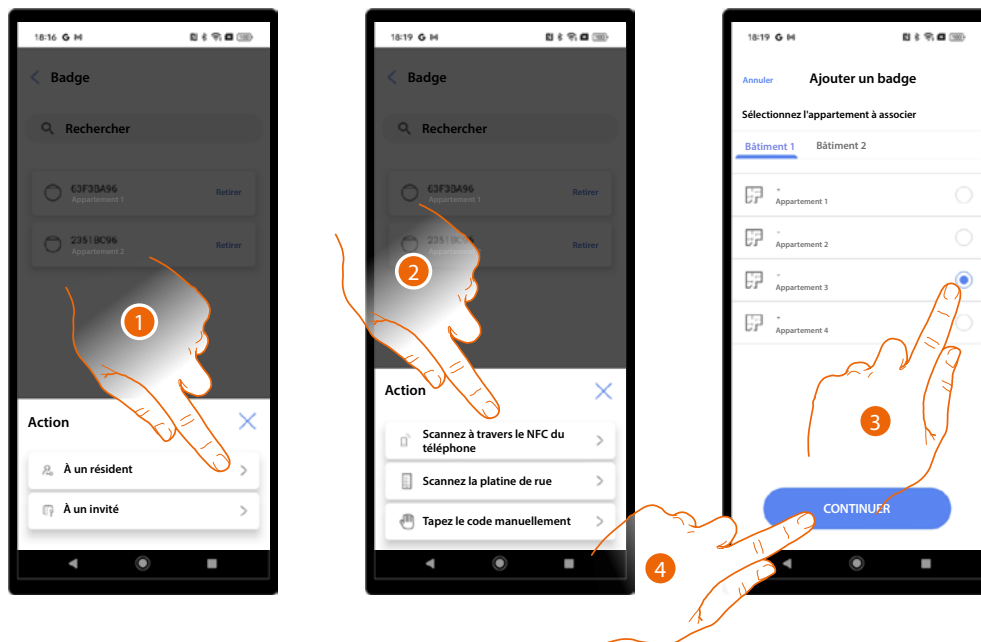 18:16 G M
Badge
Rechercher
63F3BA96
Appartement 1
Retirer
2351BC96
Appartement 2
Retirer
1
Action
À un résident
À un invité
18:19 G M
Badge
Rechercher
63F3BA96
Appartement 1
Retirer
2351BC96
Retirer
2
Action
Scannez à travers le NFC du
téléphone
Scannez la platine de rue
Tapez le code manuellement
18:19 G M
Annuler
Ajouter un badge
Sélectionnez l'appartement à associer
Bâtiment 1
Bâtiment 2
-
Appartement 1
-
Appartement 2
-
Appartement 3
-
Appartement 4
3
CONTINUER
4